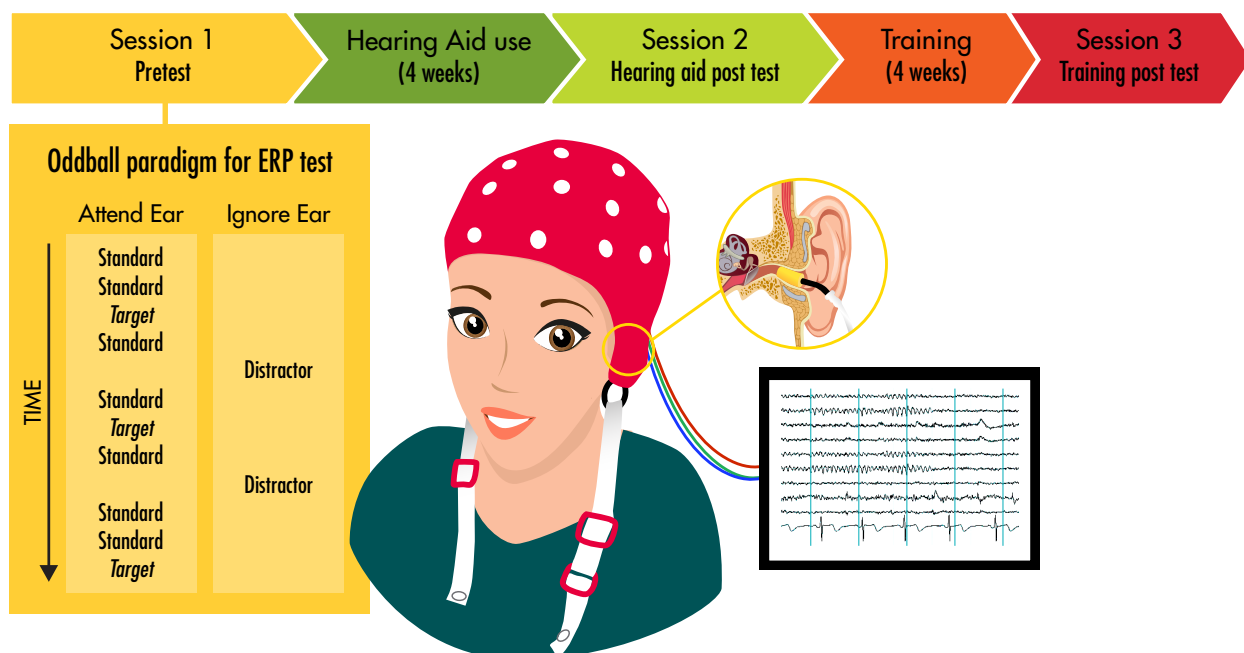 Session 1
Pretest
Hearing Aid use
(4 weeks)
Session 2
Hearing aid post test
Training
(4 weeks)
Session 3
Training post test
Oddball paradigm for ERP test
Attend Ear
Ignore Ear
TIME
Standard
Standard
Target
Standard
Distractor
Standard
Target
Standard
Distractor
Standard
Standard
Target